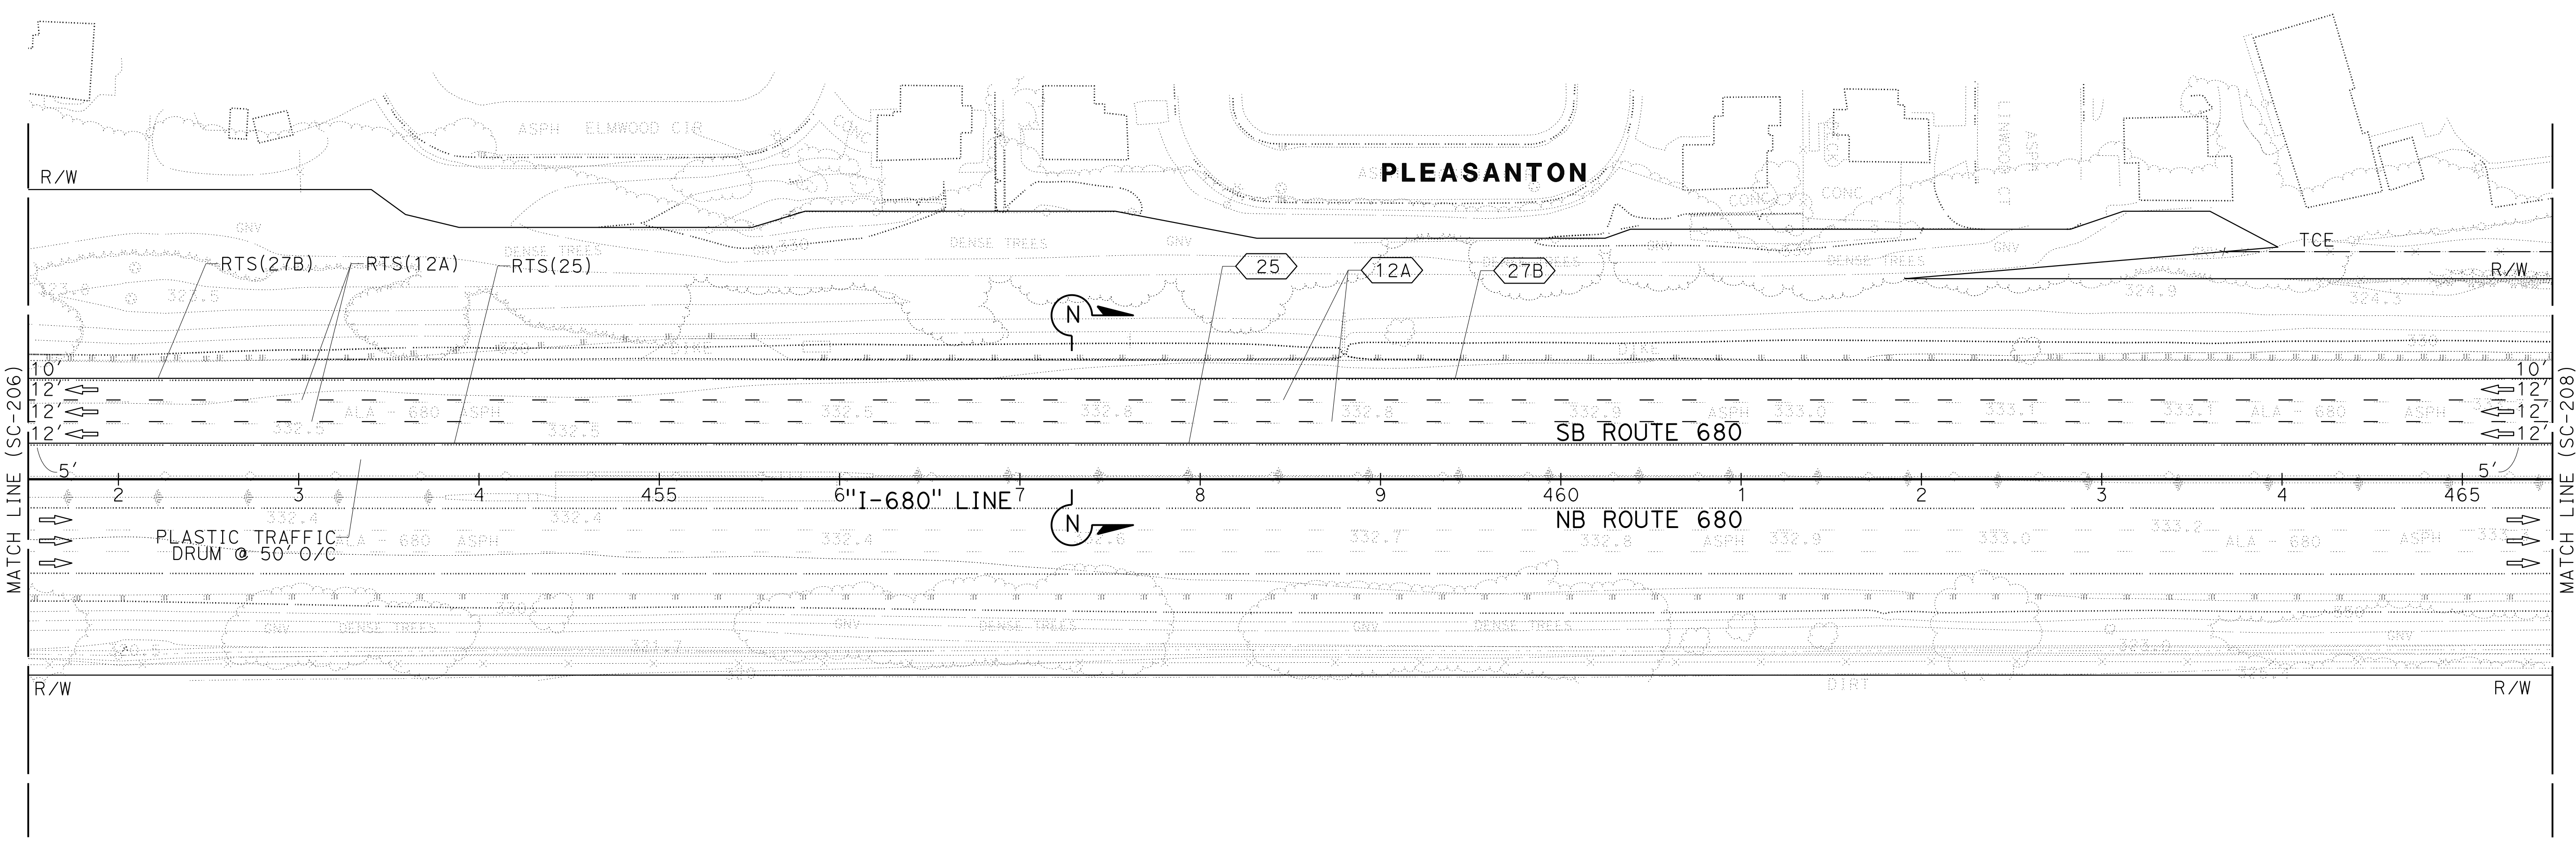 ASPH ELMWOOD CIR
CONC
PLEASANTON
R/W
CONC
CONC
GNV
DENSE TREES
GNV
DENSE TREES
GNV
GNV
DENSE TREES
GNV
TCE
R/W
RTS(27B)
RTS(12A)
RTS(25)
25
12A
27B
322.5
324.9
324.3
N
DIKE
DIKE
330
10'
10'
12'
12'
12'
12'
12'
12'
ALA - 680 ASPH
332.5
332.5
332.5
332.8
332.8
332.9
ASPH
333.0
333.1
333.1
ALA - 680
ASPH
SB ROUTE 680
5'
5'
2
3
4
455
6
7
8
9
460
1
2
3
4
465
"I-680" LINE
N
NB ROUTE 680
332.4
332.4
PLASTIC TRAFFIC
DRUM @ 50' O/C
ALA - 680 ASPH
332.4
332.7
332.8
ASPH
332.9
333.0
333.2
ALA - 680
ASPH
GNV
DENSE TREES
GNV
DENSE TREES
GNV
DENSE TREES
GNV
DIRT
R/W
R/W
MATCH LINE (SC-206)
MATCH LINE (SC-208)